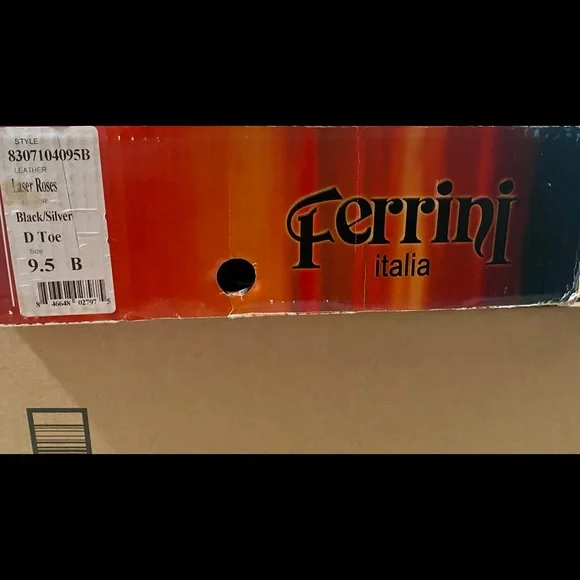 STYLE
8307104095B
LEATHER
Laser Roses
Black/Silver
D Toe
Size
9.5 B
8 46648 02797 5
Ferrini
italia